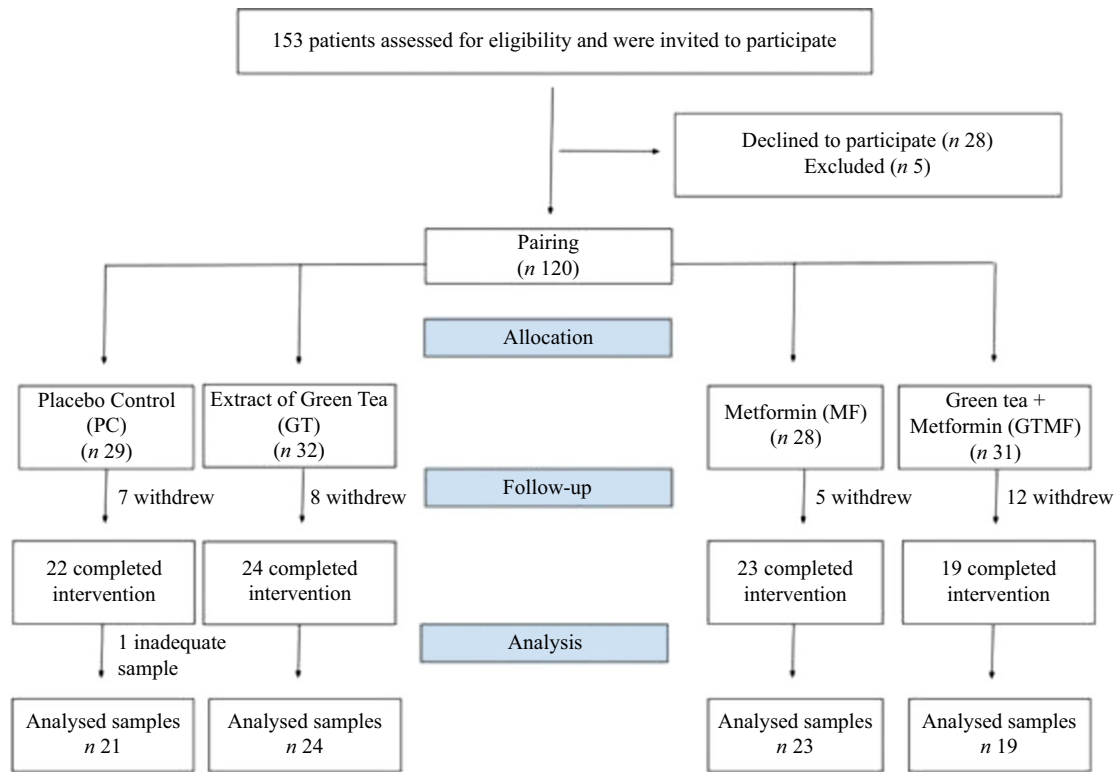 153 patients assessed for eligibility and were invited to participate
Declined to participate (n 28)
Excluded (n 5)
Pairing
(n 120)
Allocation
Placebo Control
(PC)
(n 29)
Extract of Green Tea
(GT)
(n 32)
Metformin (MF)
(n 28)
Green tea +
Metformin (GTMF)
(n 31)
7 withdrew
8 withdrew
Follow-up
5 withdrew
12 withdrew
22 completed
intervention
24 completed
intervention
23 completed
intervention
19 completed
intervention
1 inadequate
sample
Analysis
Analysed samples
n 21
Analysed samples
n 24
Analysed samples
n 23
Analysed samples
n 19